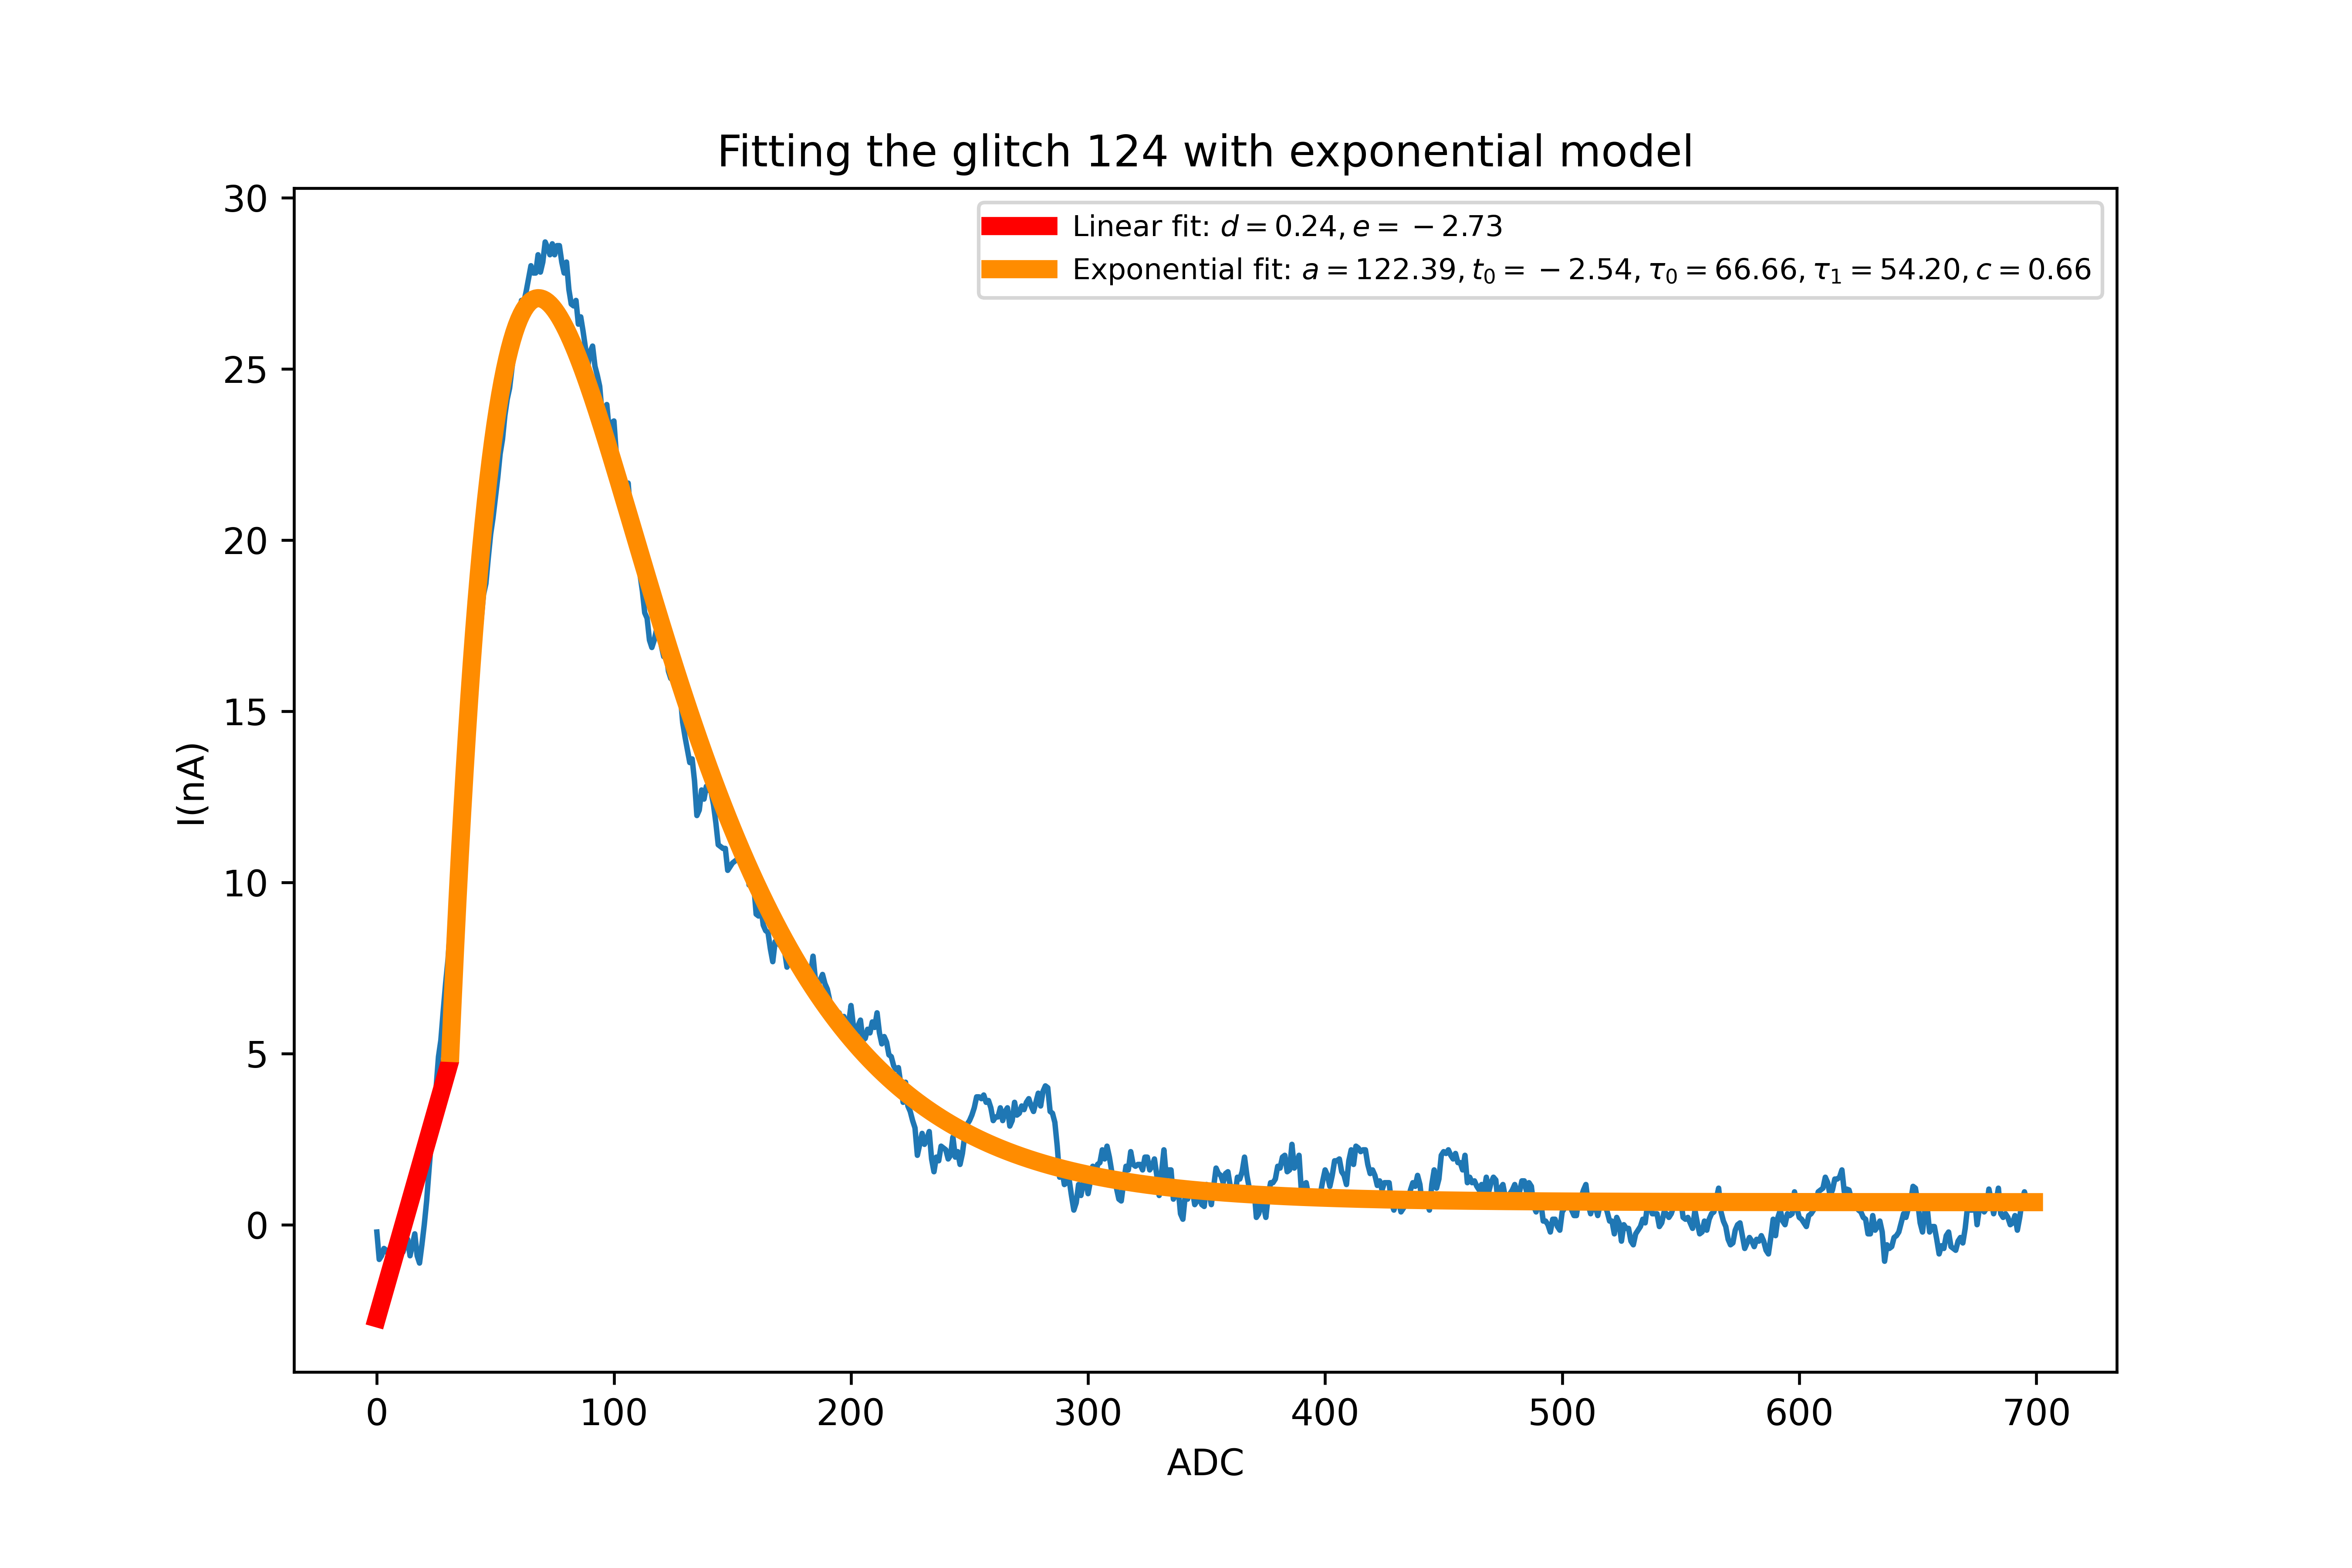 Fitting the glitch 124 with exponential model
30
25
20
15
10
5
0
I(nA)
Linear fit: d = 0.24, e = −2.73
Exponential fit: a = 122.39, t₀ = −2.54, τ₀ = 66.66, τ₁ = 54.20, c = 0.66
0 100 200 300 400 500 600 700
ADC